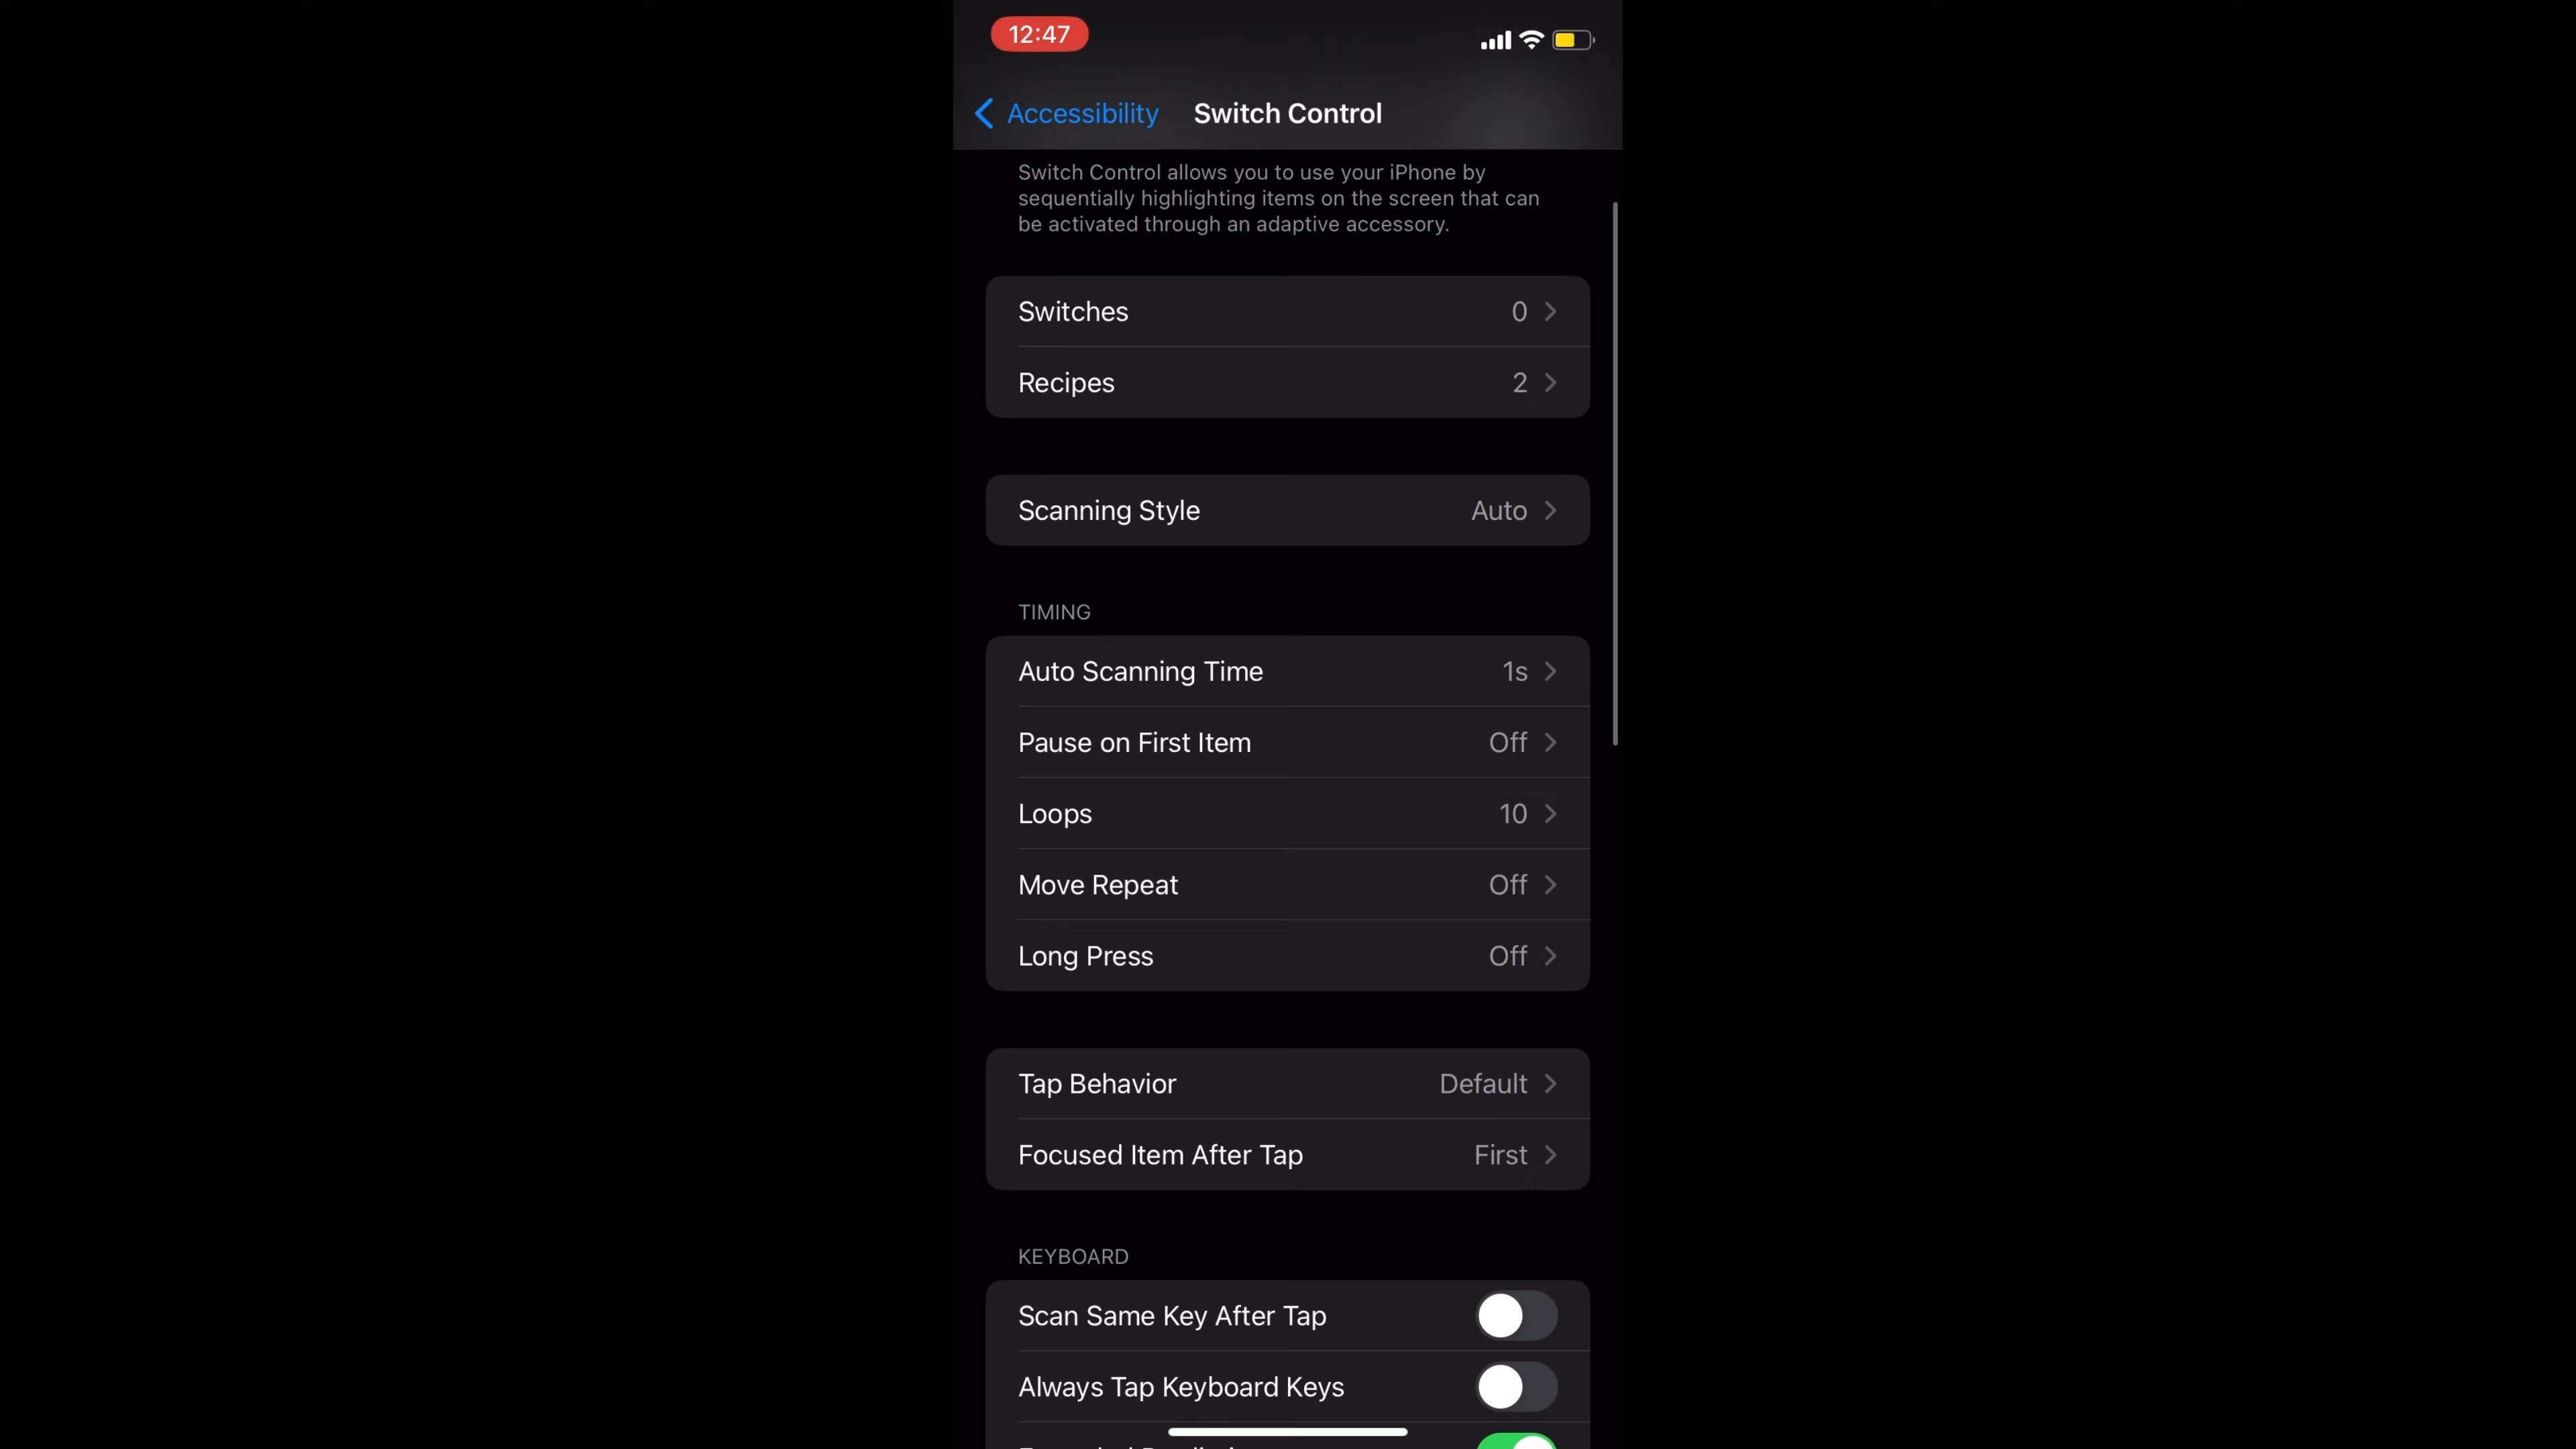 12:47
Accessibility Switch Control
Switch Control allows you to use your iPhone by
sequentially highlighting items on the screen that can
be activated through an adaptive accessory.
Switches 0
Recipes 2
Scanning Style Auto
TIMING
Auto Scanning Time 1s
Pause on First Item Off
Loops 10
Move Repeat Off
Long Press Off
Tap Behavior Default
Focused Item After Tap First
KEYBOARD
Scan Same Key After Tap
Always Tap Keyboard Keys